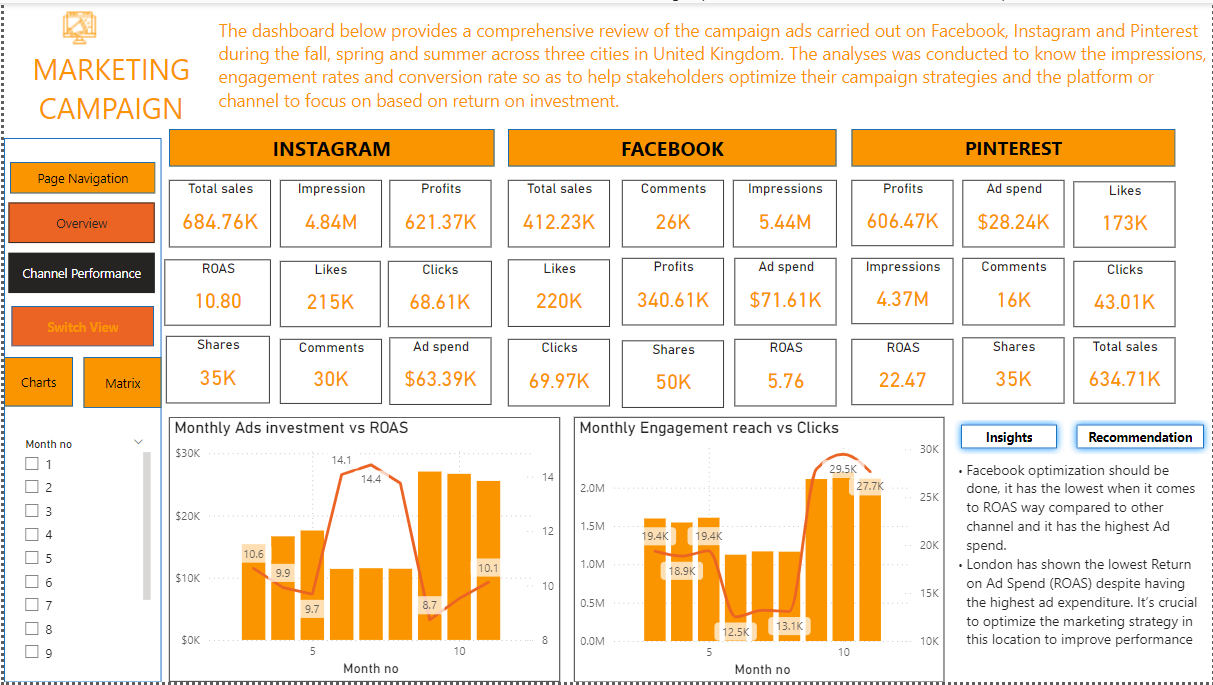 The dashboard below provides a comprehensive review of the campaign ads carried out on Facebook, Instagram and Pinterest
during the fall, spring and summer across three cities in United Kingdom. The analyses was conducted to know the impressions,
engagement rates and conversion rate so as to help stakeholders optimize their campaign strategies and the platform or
channel to focus on based on return on investment.
MARKETING
CAMPAIGN
Page Navigation
Overview
Channel Performance
Switch View
Charts
Matrix
Month no
1
2
3
4
5
6
7
8
9
INSTAGRAM
Total sales
684.76K
Impression
4.84M
Profits
621.37K
ROAS
10.80
Likes
215K
Clicks
68.61K
Shares
35K
Comments
30K
Ad spend
$63.39K
FACEBOOK
Total sales
412.23K
Comments
26K
Impressions
5.44M
Likes
220K
Profits
340.61K
Ad spend
$71.61K
Clicks
69.97K
Shares
50K
ROAS
5.76
PINTEREST
Profits
606.47K
Ad spend
$28.24K
Likes
173K
Impressions
4.37M
Comments
16K
Clicks
43.01K
ROAS
22.47
Shares
35K
Total sales
634.71K
Monthly Ads investment vs ROAS
$30K
$20K
$10K
$0K
10.6
9.9
9.7
14.1
14.4
8.7
10.1
14
12
10
8
5
10
Month no
Monthly Engagement reach vs Clicks
2.0M
1.5M
1.0M
0.5M
0.0M
19.4K
18.9K
19.4K
12.5K
13.1K
29.5K
27.7K
30K
25K
20K
15K
10K
5
10
Month no
Insights
Recommendation
• Facebook optimization should be
done, it has the lowest when it comes
to ROAS way compared to other
channel and it has the highest Ad
spend.
• London has shown the lowest Return
on Ad Spend (ROAS) despite having
the highest ad expenditure. It's crucial
to optimize the marketing strategy in
this location to improve performance